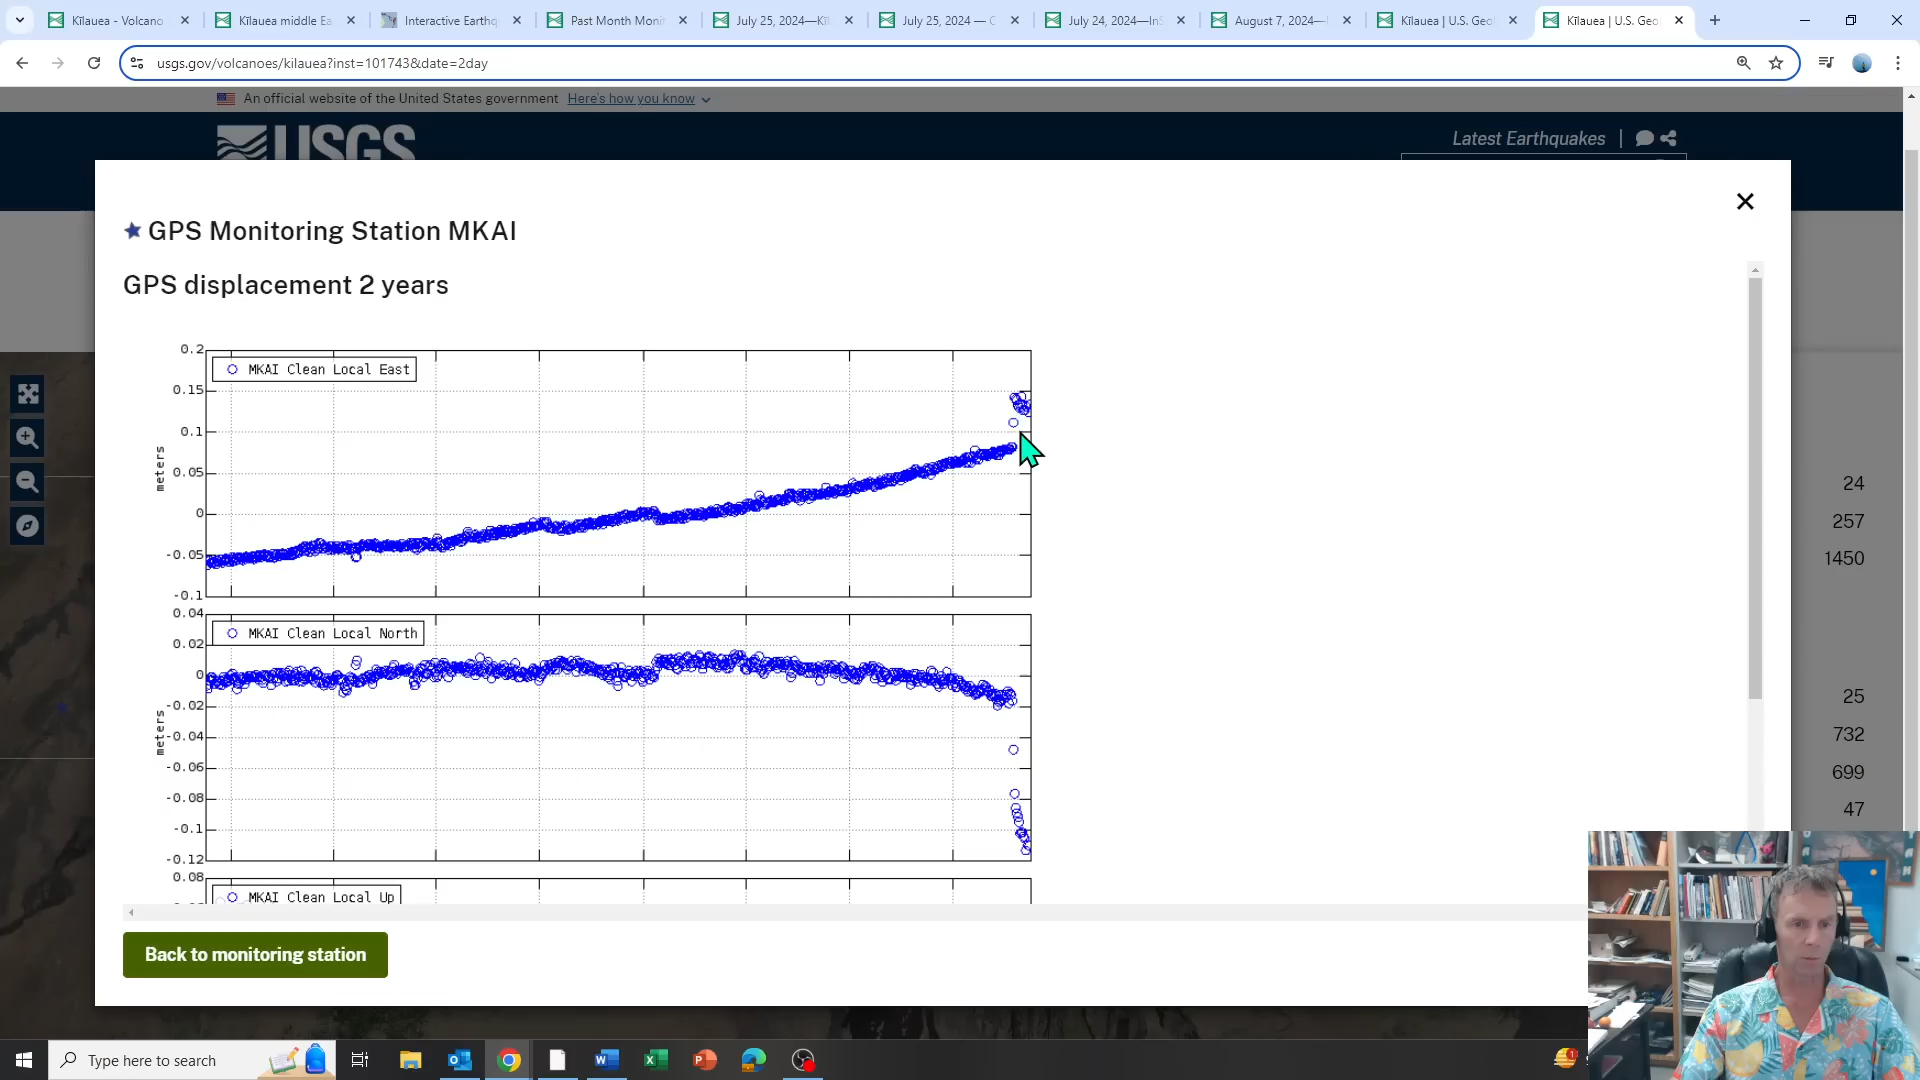 Kīlauea - Volcano
Kīlauea middle Ea
Interactive Earthq
Past Month Moni
July 25, 2024—Kīl
July 25, 2024 — C
July 24, 2024—InS
August 7, 2024—
Kīlauea | U.S. Geo
Kīlauea | U.S. Geo
usgs.gov/volcanoes/kilauea?inst=101743&date=2day
An official website of the United States government Here's how you know
USGS
Latest Earthquakes |
GPS Monitoring Station MKAI
GPS displacement 2 years
0.2
MKAI Clean Local East
0.15
0.1
0.05
0
-0.05
-0.1
meters
0.04
MKAI Clean Local North
0.02
0
-0.02
-0.04
-0.06
-0.08
-0.1
-0.12
meters
0.08
MKAI Clean Local Up
24
257
1450
25
732
699
47
Back to monitoring station
Type here to search
1